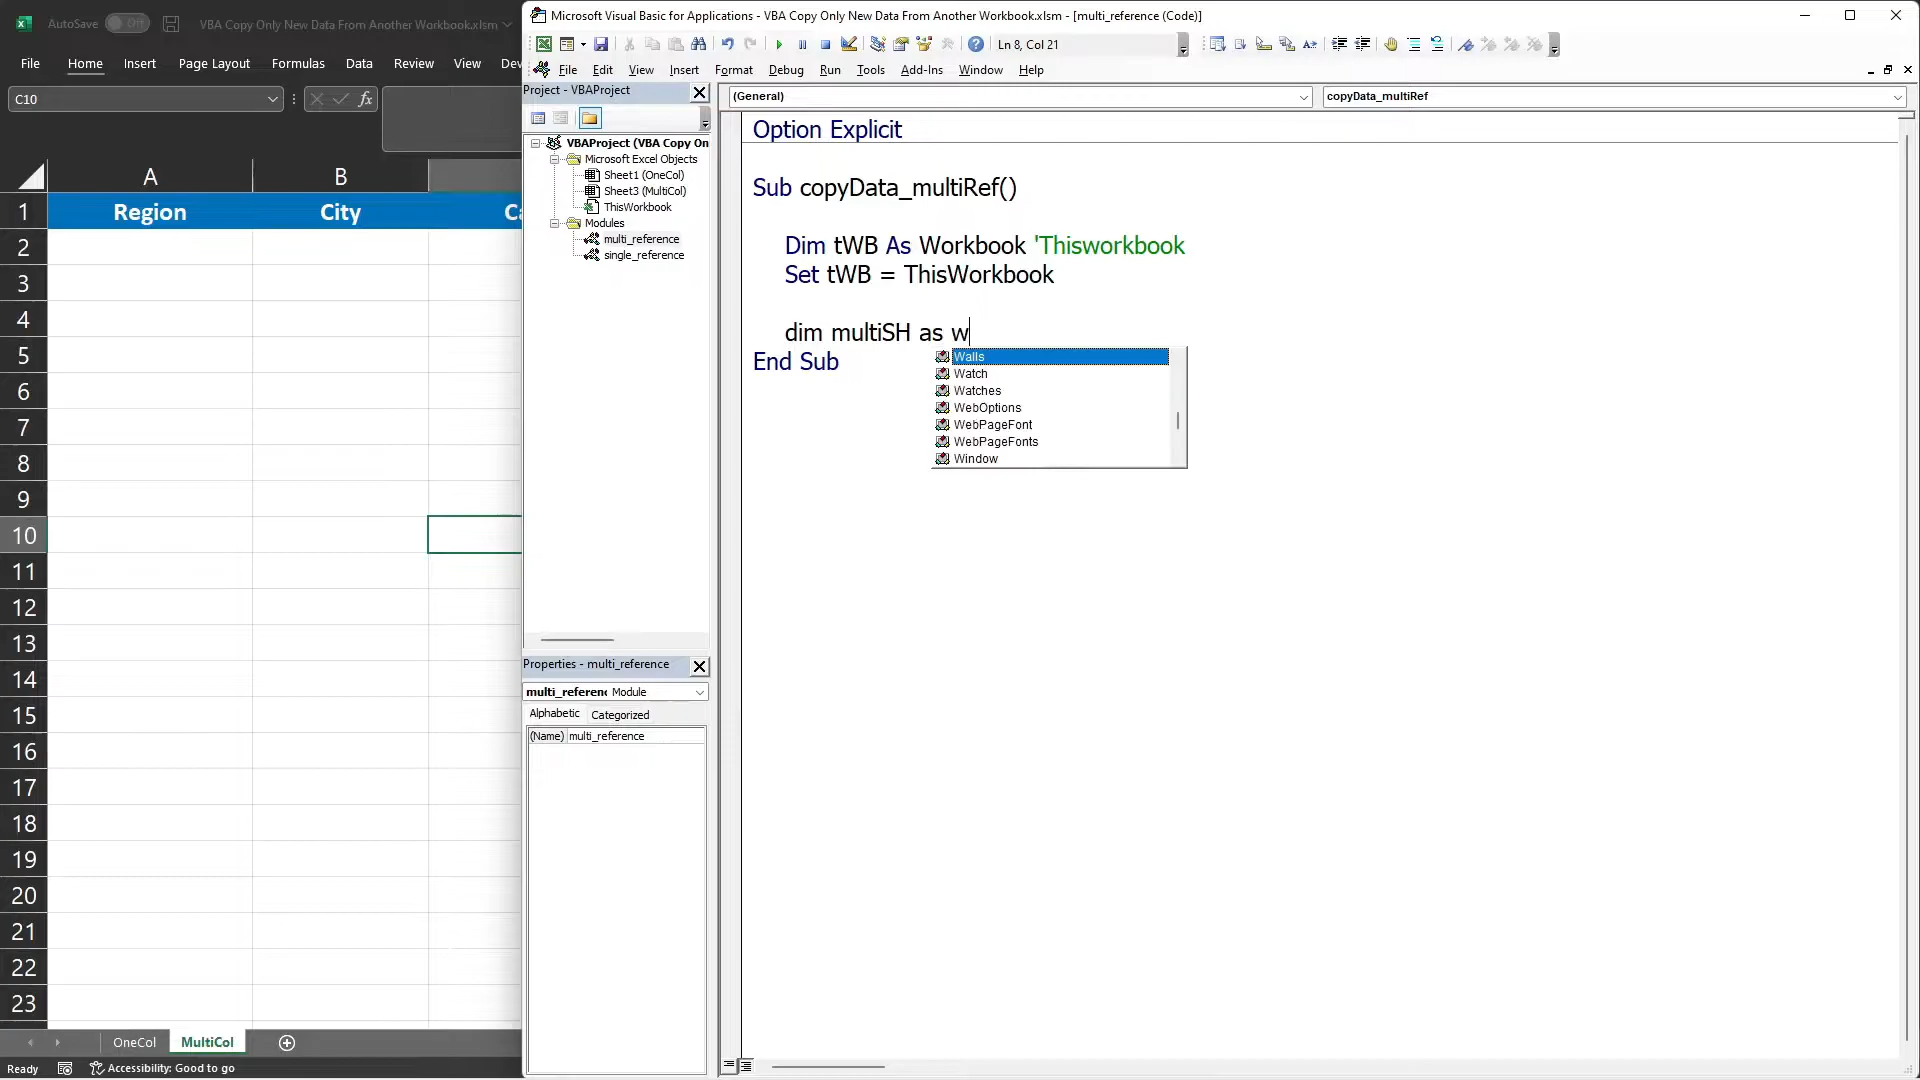 AutoSave Off VBA Copy Only New Data From Another Workbook.xlsm
File Home Insert Page Layout Formulas Data Review View
C10 fx
A B
1 Region City
2
3
4
5
6
7
8
9
10
11
12
13
14
15
16
17
18
19
20
21
22
23
OneCol MultiCol
Ready Accessibility: Good to go
Microsoft Visual Basic for Applications - VBA Copy Only New Data From Another Workbook.xlsm - [multi_reference (Code)]
Ln 8, Col 21
File Edit View Insert Format Debug Run Tools Add-Ins Window Help
Project - VBAProject
VBAProject (VBA Copy On
Microsoft Excel Objects
Sheet1 (OneCol)
Sheet3 (MultiCol)
ThisWorkbook
Modules
multi_reference
single_reference
Properties - multi_reference
multi_referenc Module
Alphabetic Categorized
(Name) multi_reference
(General) copyData_multiRef
Option Explicit
Sub copyData_multiRef()
Dim tWB As Workbook 'Thisworkbook
Set tWB = ThisWorkbook
dim multiSH as w
End Sub
Walls
Watch
Watches
WebOptions
WebPageFont
WebPageFonts
Window